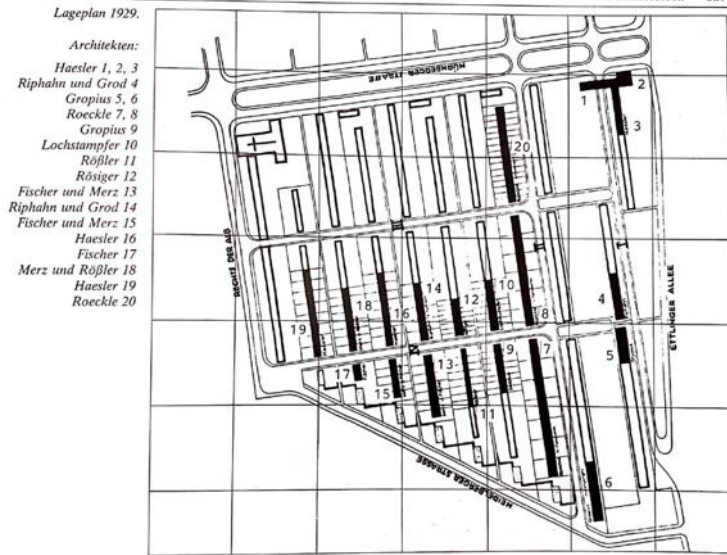 Lageplan 1929.
Architekten:
Haesler 1, 2, 3
Riphahn und Grod 4
Gropius 5, 6
Roeckle 7, 8
Gropius 9
Lochstampfer 10
Rößler 11
Rösiger 12
Fischer und Merz 13
Riphahn und Grod 14
Fischer und Merz 15
Haesler 16
Fischer 17
Merz und Rößler 18
Haesler 19
Roeckle 20
NÜRNBERGER STRASSE
1
2
3
20
RECHTS DER ALB
ETTLINGER ALLEE
19
18
16
14
12
10
8
4
17
15
13
11
9
7
5
6
HEIDELBERGER STRASSE